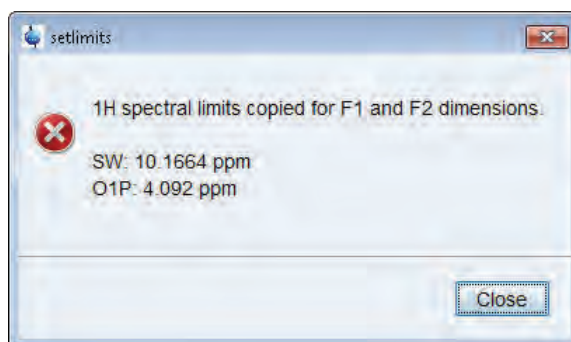 setlimits
1H spectral limits copied for F1 and F2 dimensions.
SW: 10.1664 ppm
O1P: 4.092 ppm
Close